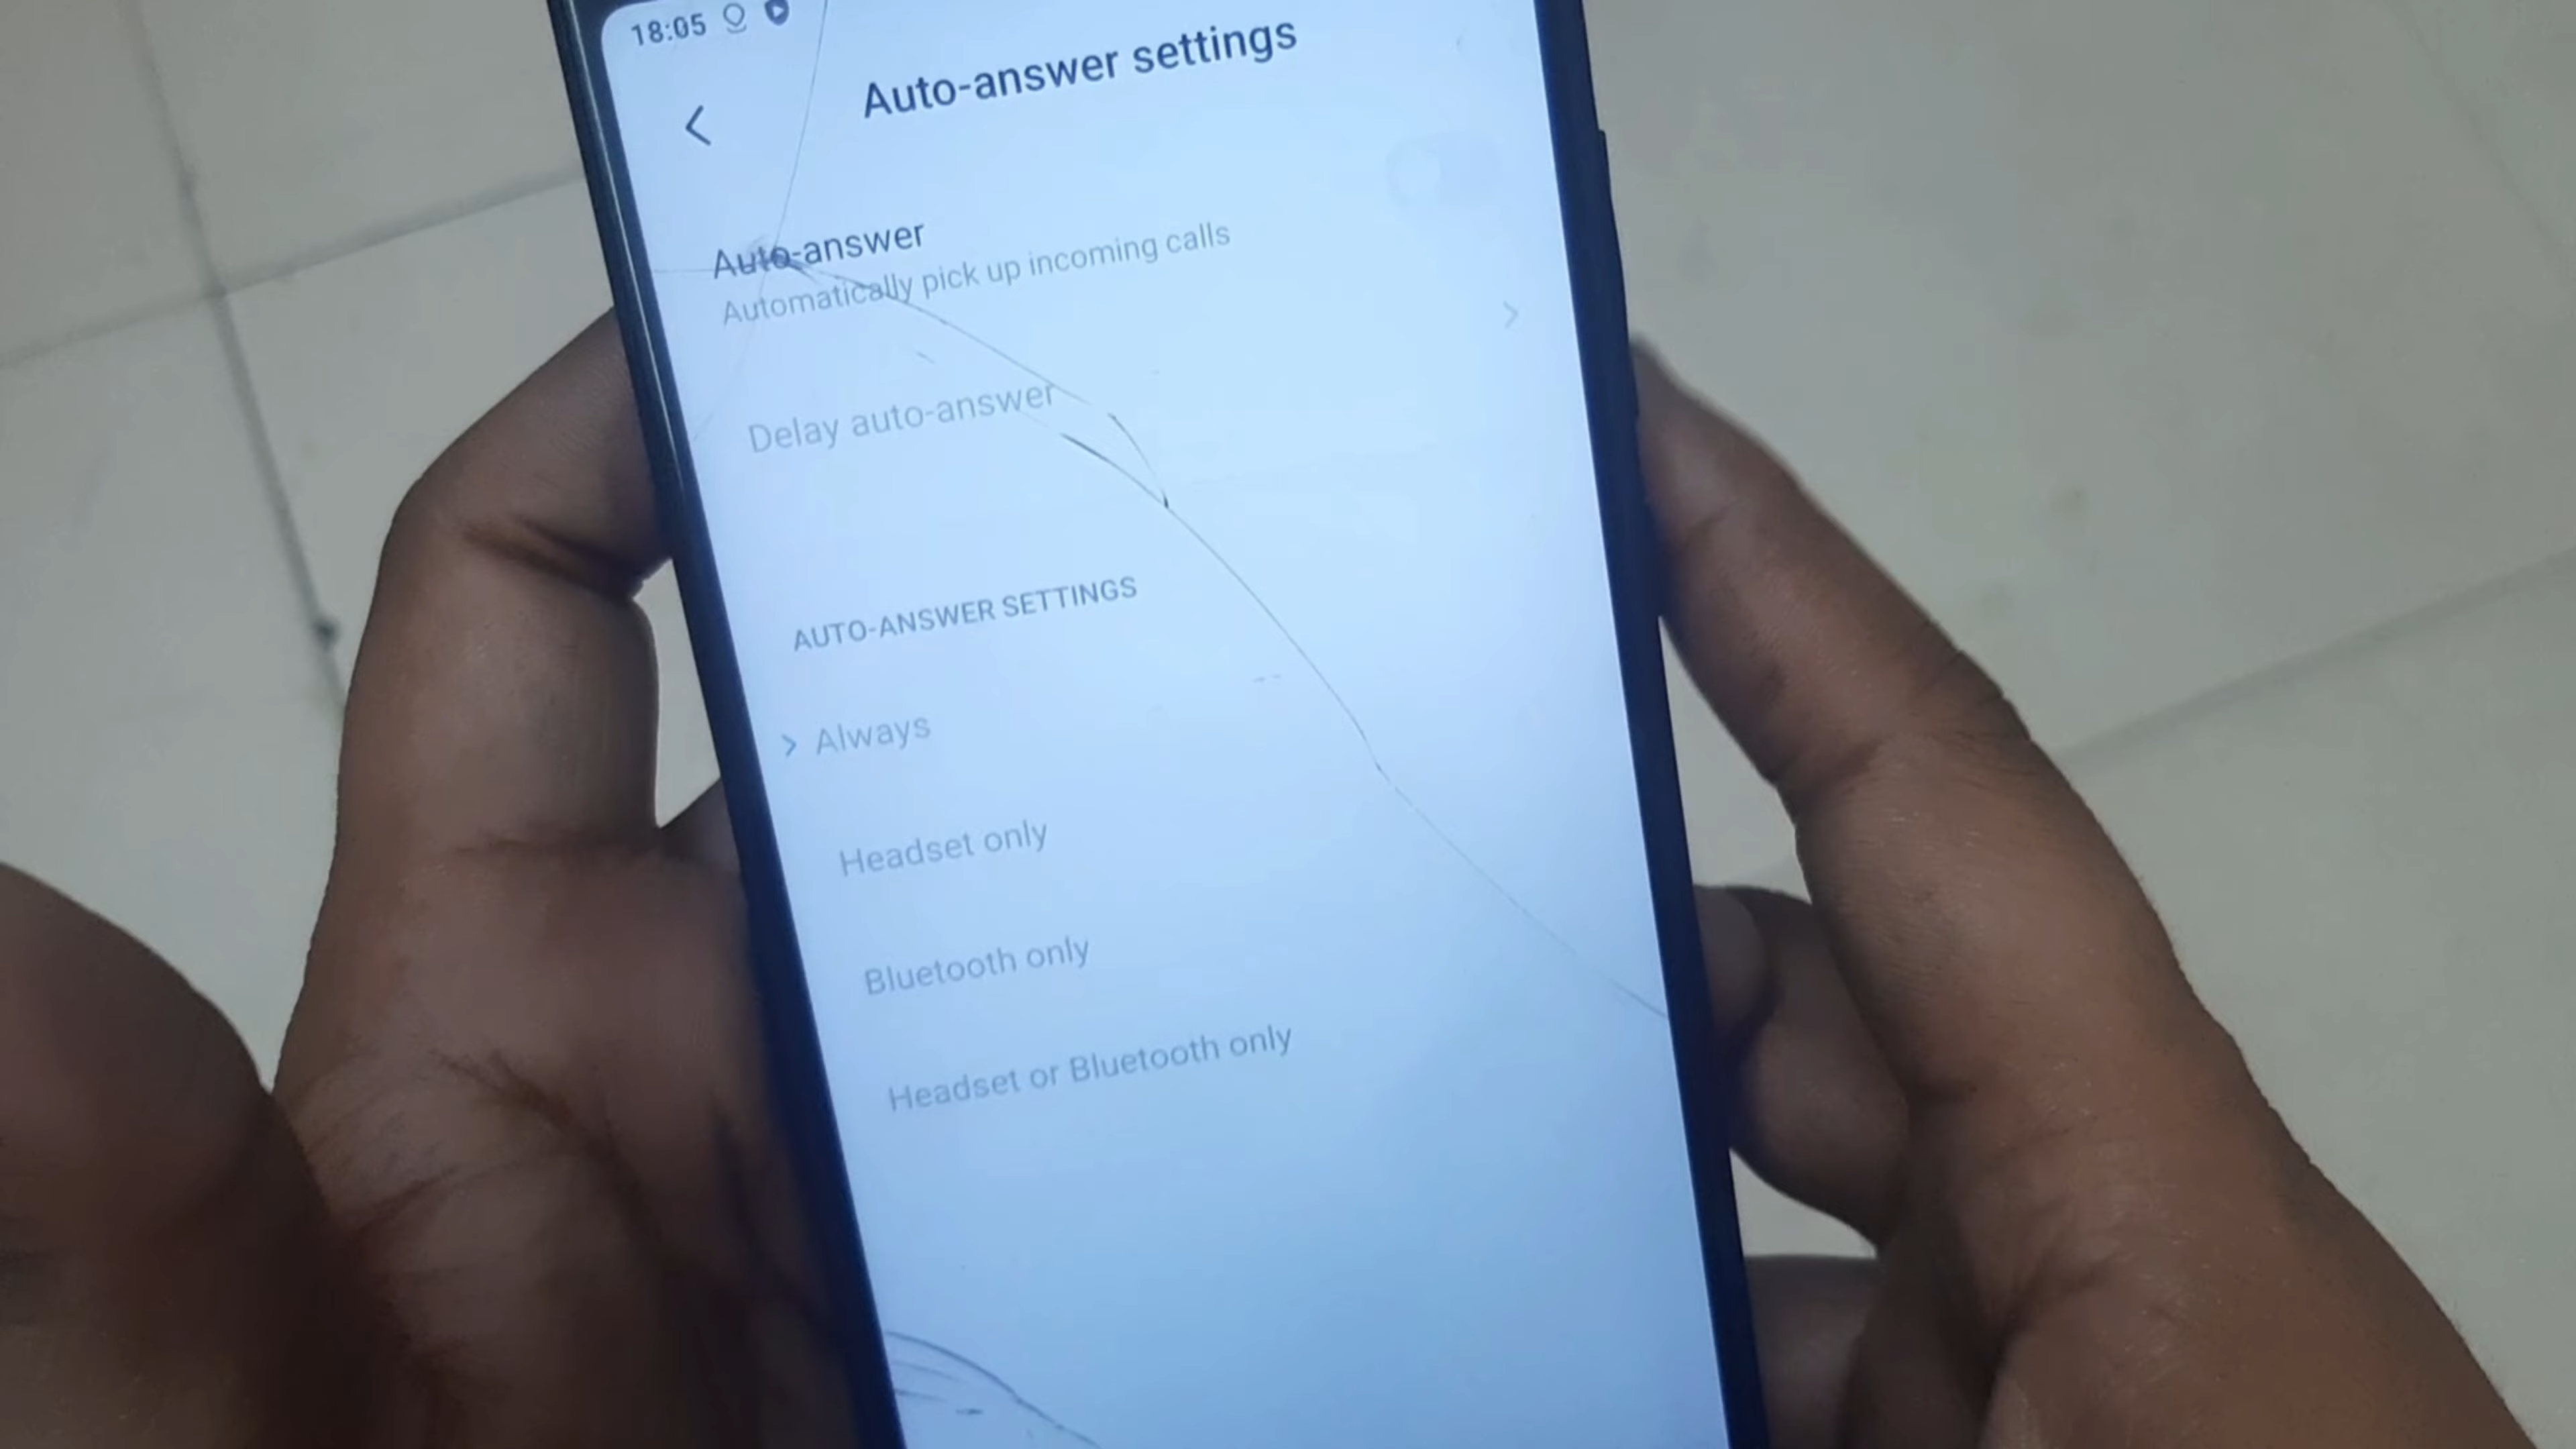 18:05
Auto-answer settings
Auto-answer
Automatically pick up incoming calls
Delay auto-answer
AUTO-ANSWER SETTINGS
Always
Headset only
Bluetooth only
Headset or Bluetooth only